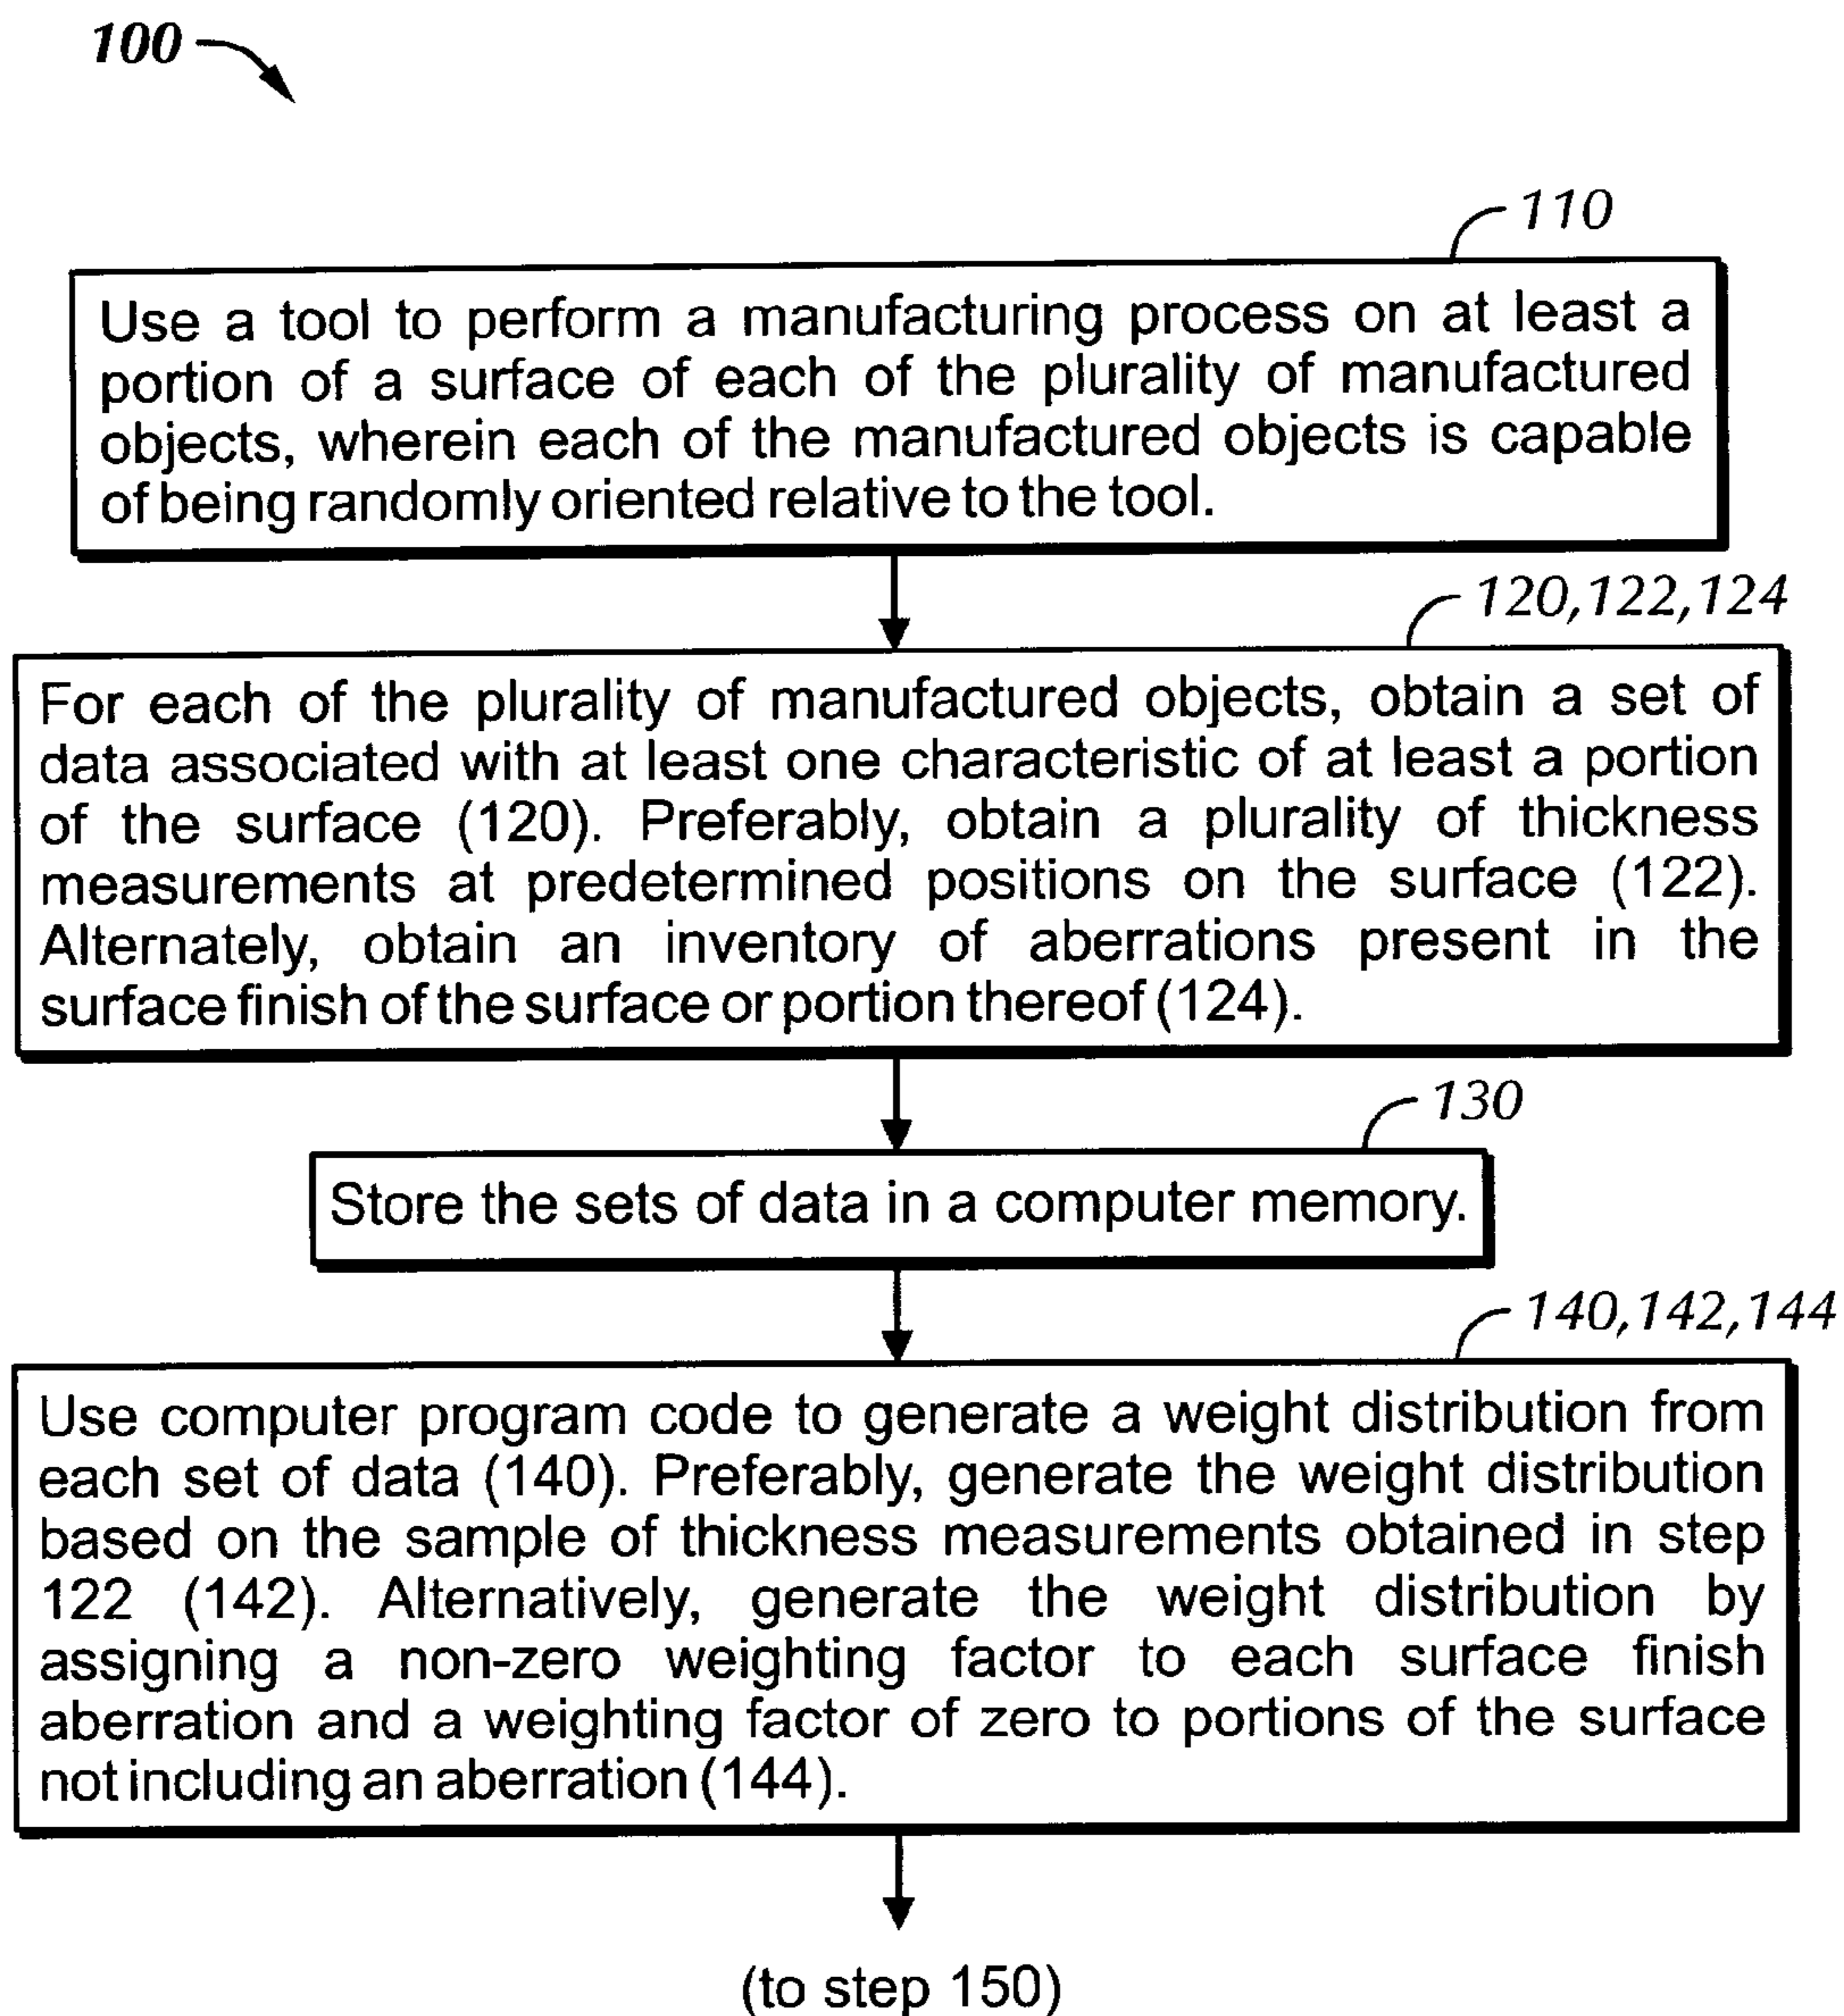 100
110
Use a tool to perform a manufacturing process on at least a
portion of a surface of each of the plurality of manufactured
objects, wherein each of the manufactured objects is capable
of being randomly oriented relative to the tool.
120,122,124
For each of the plurality of manufactured objects, obtain a set of
data associated with at least one characteristic of at least a portion
of the surface (120). Preferably, obtain a plurality of thickness
measurements at predetermined positions on the surface (122).
Alternately, obtain an inventory of aberrations present in the
surface finish of the surface or portion thereof (124).
130
Store the sets of data in a computer memory.
140,142,144
Use computer program code to generate a weight distribution from
each set of data (140). Preferably, generate the weight distribution
based on the sample of thickness measurements obtained in step
122 (142). Alternatively, generate the weight distribution by
assigning a non-zero weighting factor to each surface finish
aberration and a weighting factor of zero to portions of the surface
not including an aberration (144).
(to step 150)